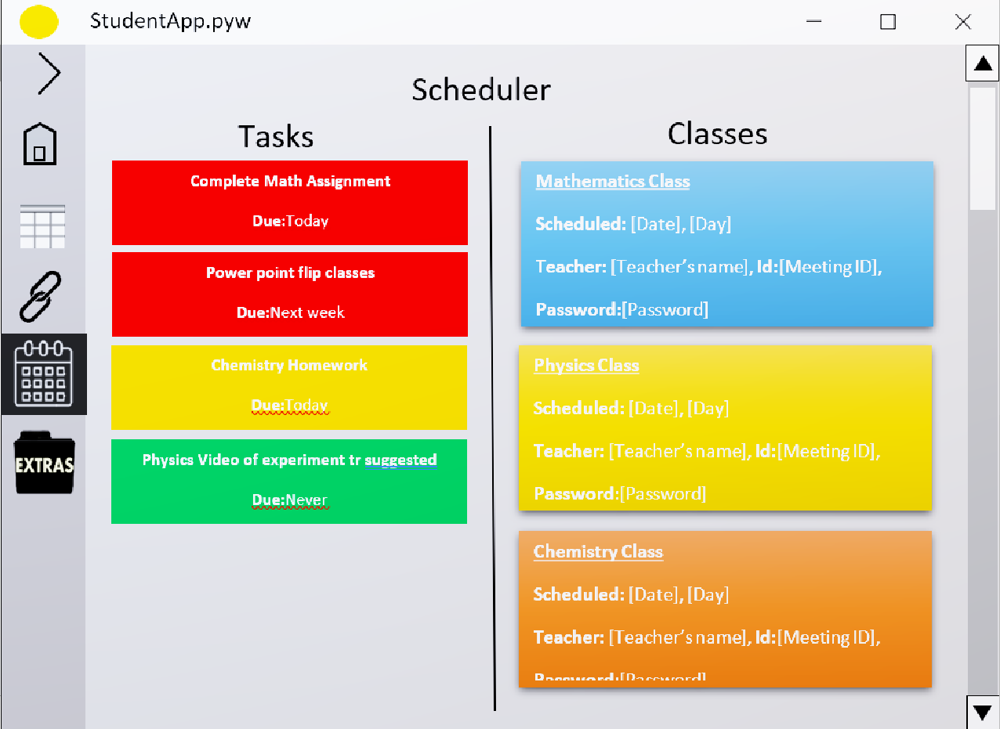 StudentApp.pyw
Scheduler
Tasks
Complete Math Assignment
Due:Today
Power point flip classes
Due:Next week
Chemistry Homework
Due:Today
Physics Video of experiment tr suggested
Due:Never
EXTRAS
Classes
Mathematics Class
Scheduled: [Date], [Day]
Teacher: [Teacher’s name], Id:[Meeting ID],
Password:[Password]
Physics Class
Scheduled: [Date], [Day]
Teacher: [Teacher’s name], Id:[Meeting ID],
Password:[Password]
Chemistry Class
Scheduled: [Date], [Day]
Teacher: [Teacher’s name], Id:[Meeting ID],
Password:[Password]